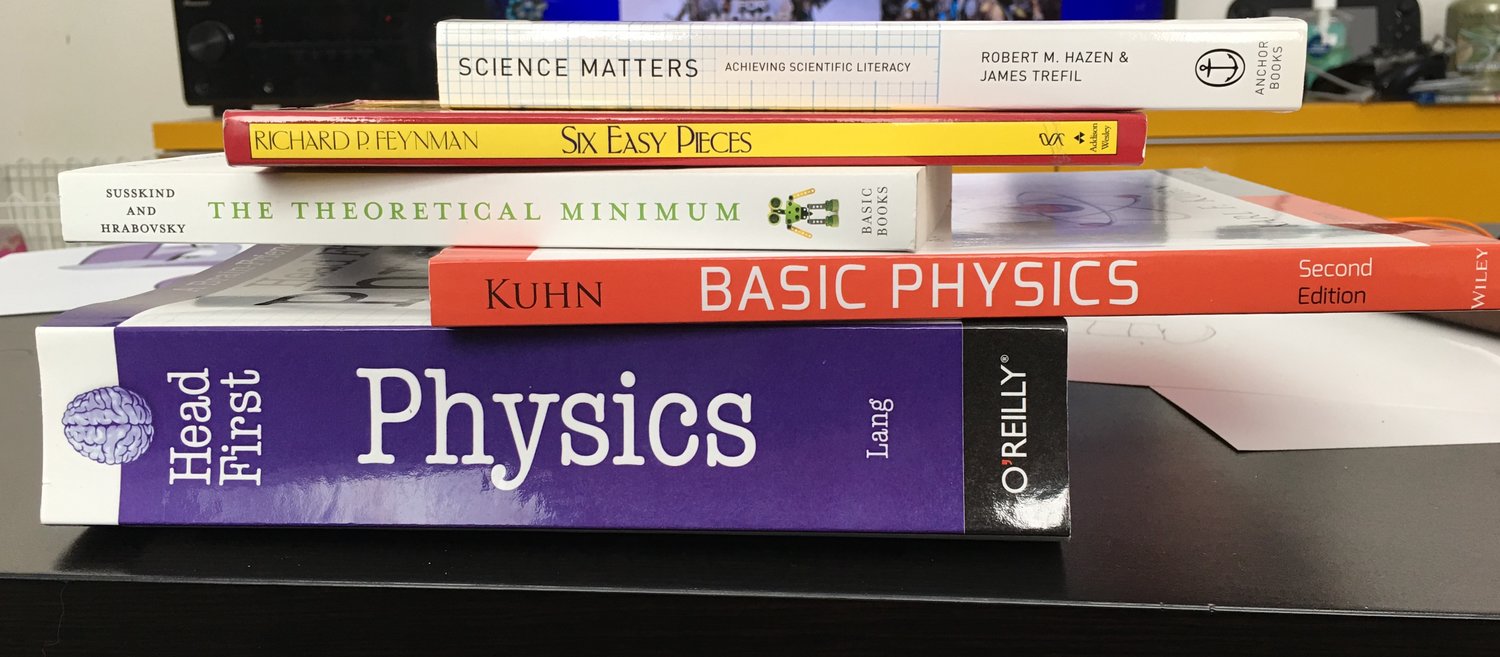 SCIENCE MATTERS
ACHIEVING SCIENTIFIC LITERACY
ROBERT M. HAZEN &
JAMES TREFIL
ANCHOR
BOOKS
RICHARD P. FEYNMAN
SIX EASY PIECES
Addison
Wesley
SUSSKIND
AND
HRABOVSKY
THE THEORETICAL MINIMUM
BASIC
BOOKS
KUHN
BASIC PHYSICS
Second
Edition
WILEY
Head
First
Physics
Lang
O'REILLY®